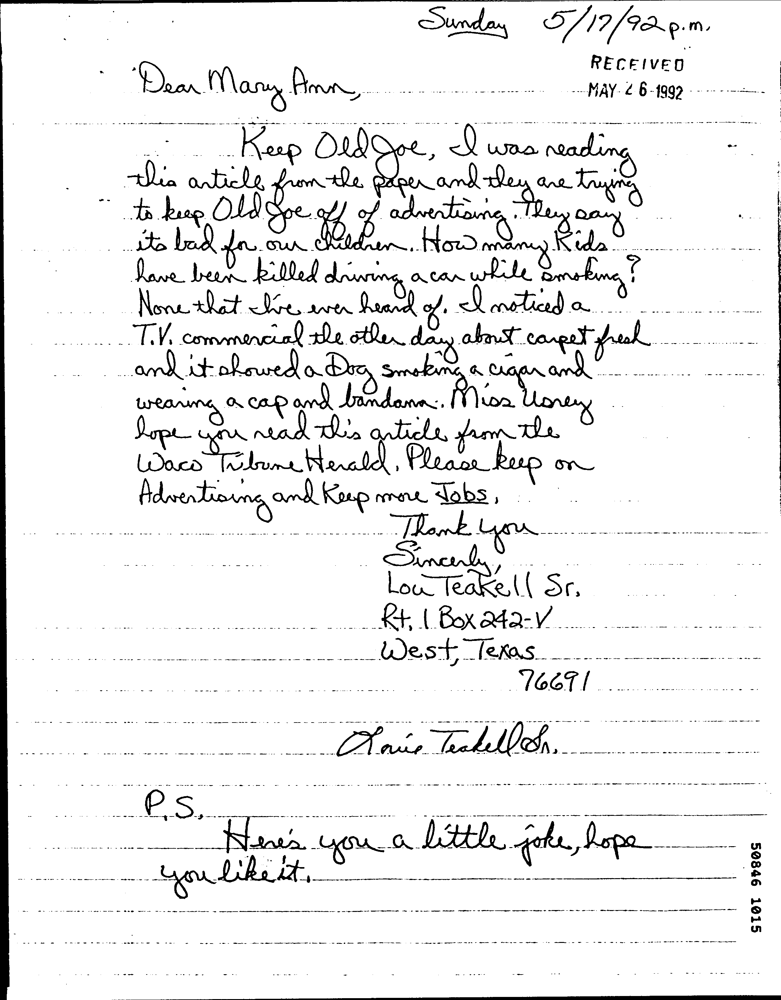 Sunday 5/17/92 p.m.
RECEIVED
MAY 26 1992
Dear Mary Ann,
Keep Old Joe, I was reading
this article from the paper and they are trying
to keep Old Joe off of advertising. They say
its bad for our children. How many Kids
have been killed driving a car while smoking?
None that I've ever heard of. I noticed a
T.V. commercial the other day about carpet fresh
and it showed a Dog smoking a cigar and
wearing a cap and bandana. Miss Usrey
hope you read this article from the
Waco Tribune Herald. Please keep on
Advertising and Keep more Jobs.
Thank you
Sincerly,
Lou Teakell Sr.
Rt. 1 Box 242-V
West, Texas
76691
Louie Teakell Sr.
P.S.
Here's you a little joke, hope
you like it.
50846 1015